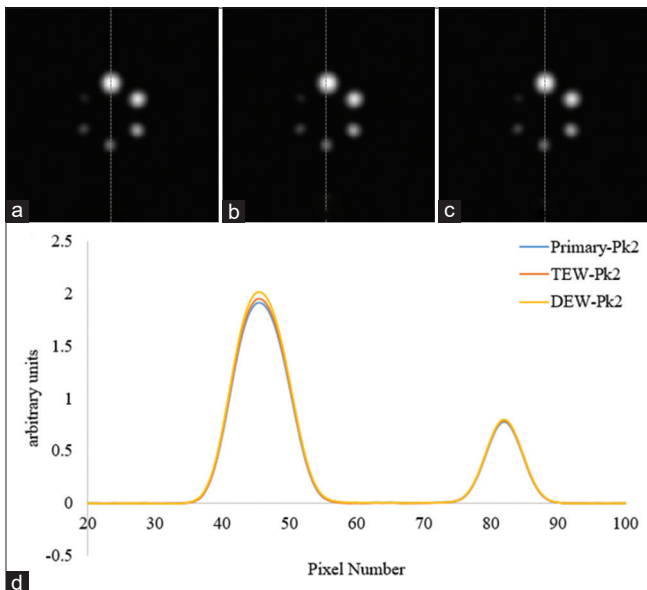 a
b
c
2.5
2
1.5
1
0.5
0
-0.5
arbitrary units
20 30 40 50 60 70 80 90 100
Pixel Number
Primary-Pk2
TEW-Pk2
DEW-Pk2
d